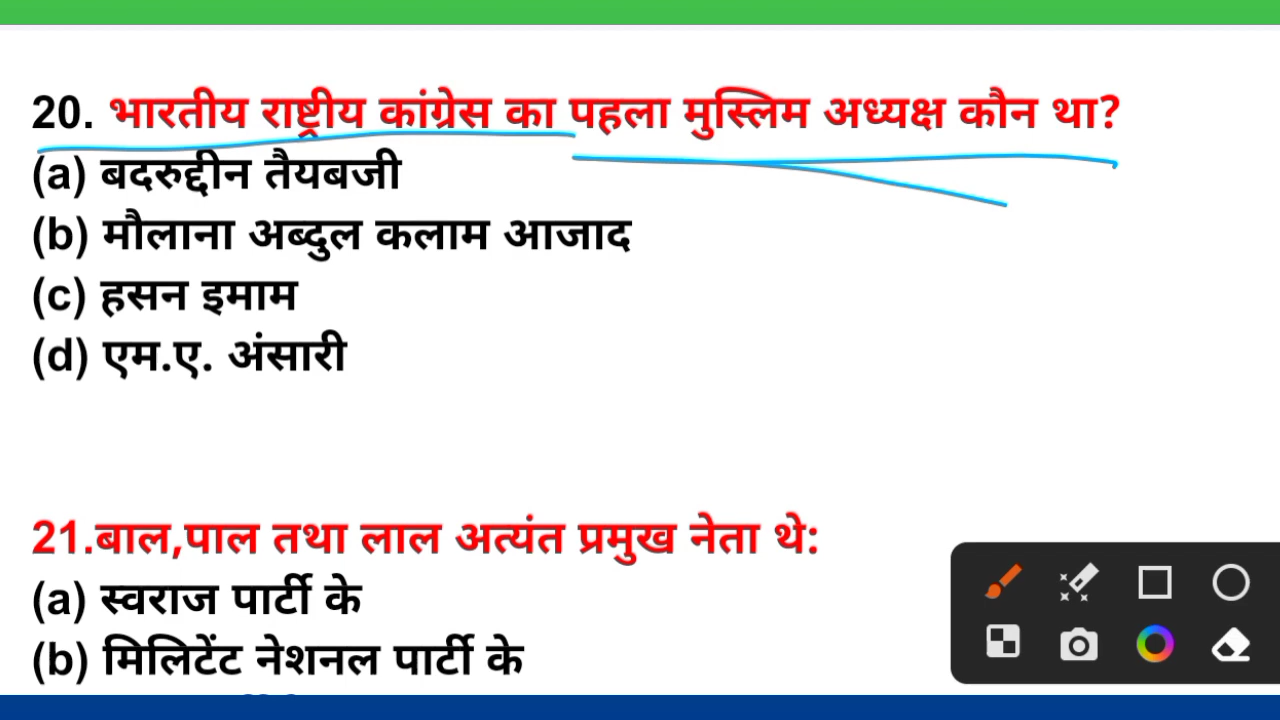 20. भारतीय राष्ट्रीय कांग्रेस का पहला मुस्लिम अध्यक्ष कौन था?
(a) बदरुद्दीन तैयबजी
(b) मौलाना अब्दुल कलाम आजाद
(c) हसन इमाम
(d) एम.ए. अंसारी
21.बाल,पाल तथा लाल अत्यंत प्रमुख नेता थे:
(a) स्वराज पार्टी के
(b) मिलिटेंट नेशनल पार्टी के